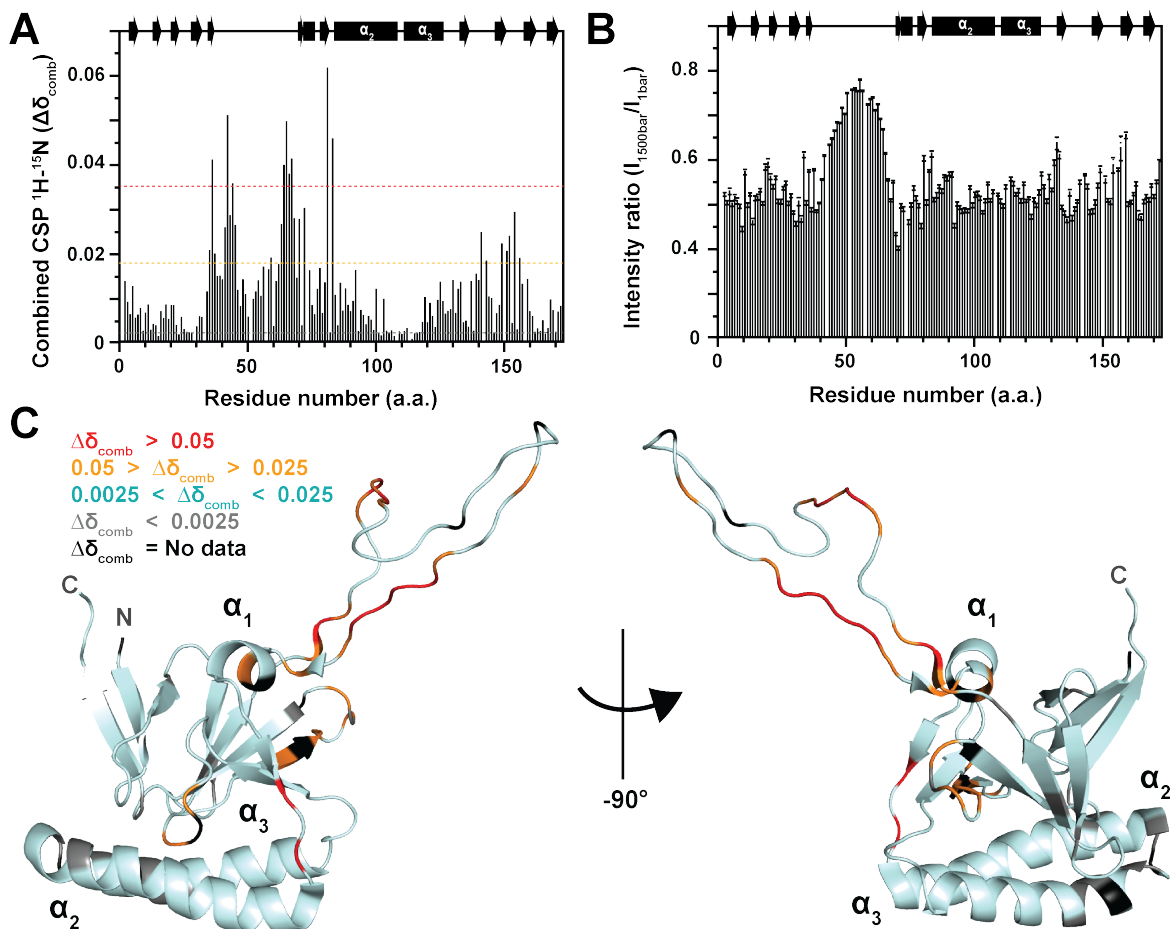 A
α2
α3
Combined CSP ¹H-¹⁵N (Δδcomb)
0.06
0.04
0.02
0
0
50
100
150
Residue number (a.a.)
B
α2
α3
Intensity ratio (I1500bar/I1bar)
0.8
0.6
0.4
0.2
0
0
50
100
150
Residue number (a.a.)
C
Δδcomb > 0.05
0.05 > Δδcomb > 0.025
0.0025 < Δδcomb < 0.025
Δδcomb < 0.0025
Δδcomb = No data
C
N
α1
α3
α2
-90°
α1
C
α2
α3